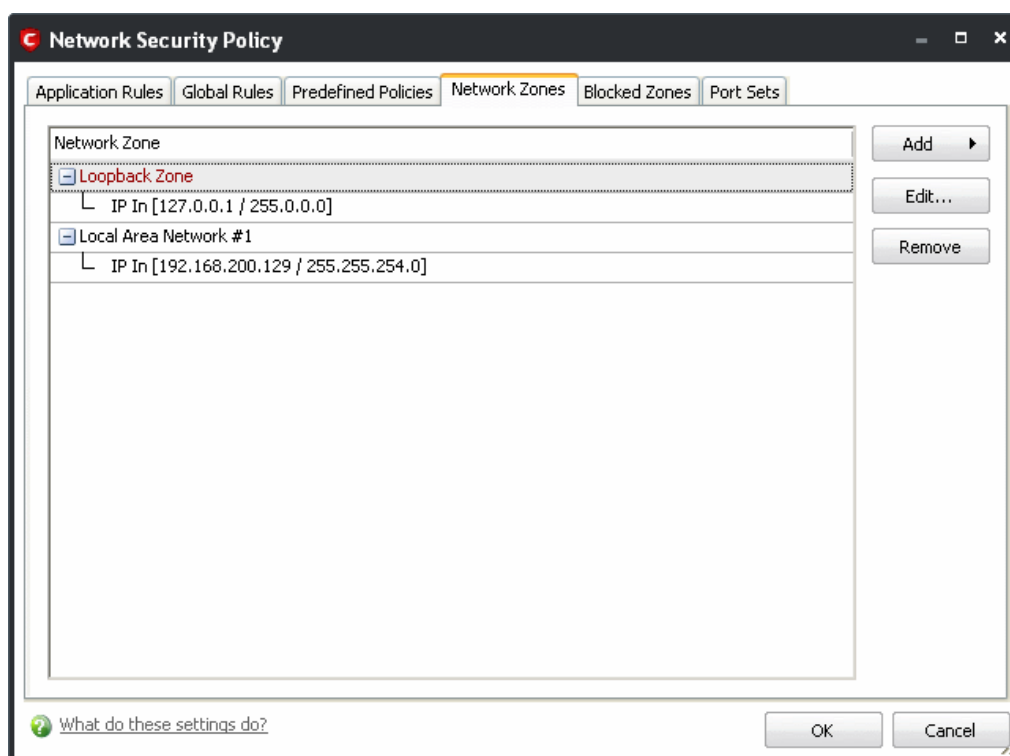 Network Security Policy
Application Rules Global Rules Predefined Policies Network Zones Blocked Zones Port Sets
Network Zone
Add
Loopback Zone
IP In [127.0.0.1 / 255.0.0.0]
Edit...
Local Area Network #1
Remove
IP In [192.168.200.129 / 255.255.254.0]
What do these settings do?
OK Cancel